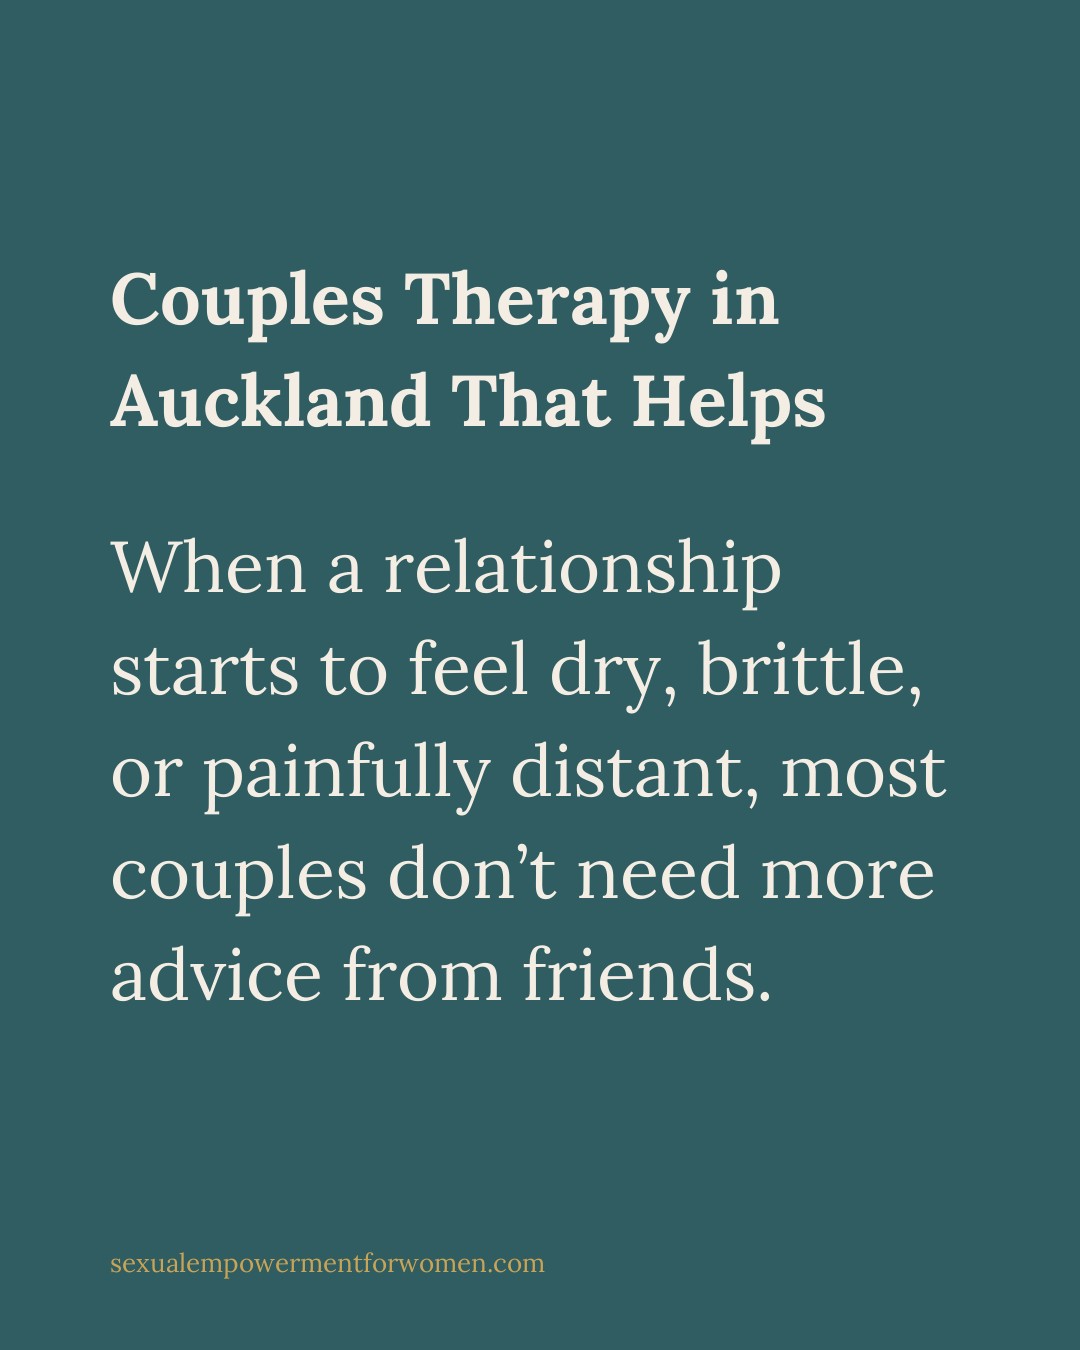 Couples Therapy in
Auckland That Helps
When a relationship
starts to feel dry, brittle,
or painfully distant, most
couples don’t need more
advice from friends.
sexualempowermentforwomen.com